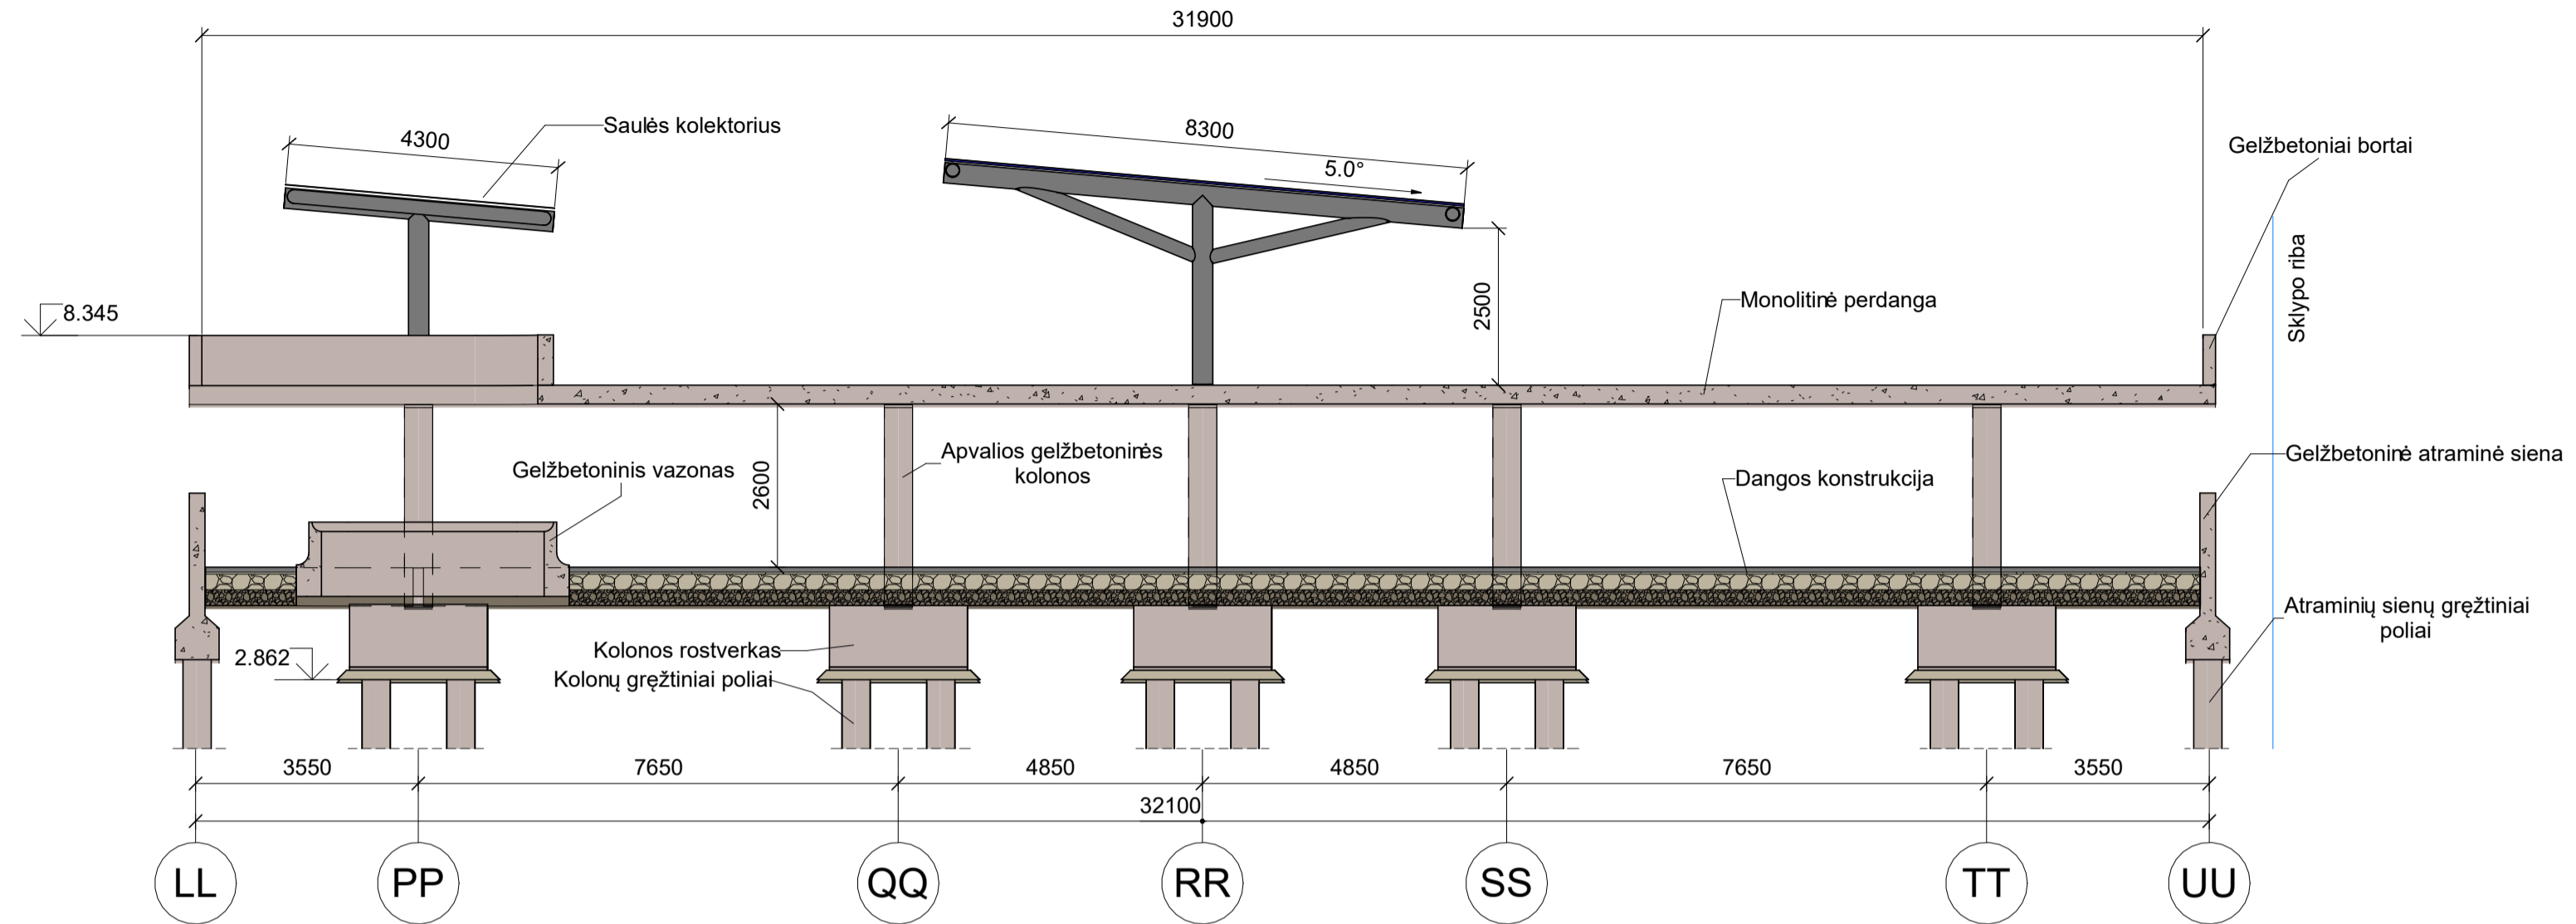 31900
Saulės kolektorius
4300
8300
5.0°
Gelžbetoniai bortai
Sklypo riba
8.345
2500
Monolitinė perdanga
Apvalios gelžbetoninės
kolonos
Gelžbetoninis vazonas
2600
Dangos konstrukcija
Gelžbetoninė atraminė siena
Atraminių sienų gręžtiniai
poliai
Kolonos rostverkas
2.862
Kolonų gręžtiniai poliai
3550
7650
4850
4850
7650
3550
32100
LL
PP
QQ
RR
SS
TT
UU